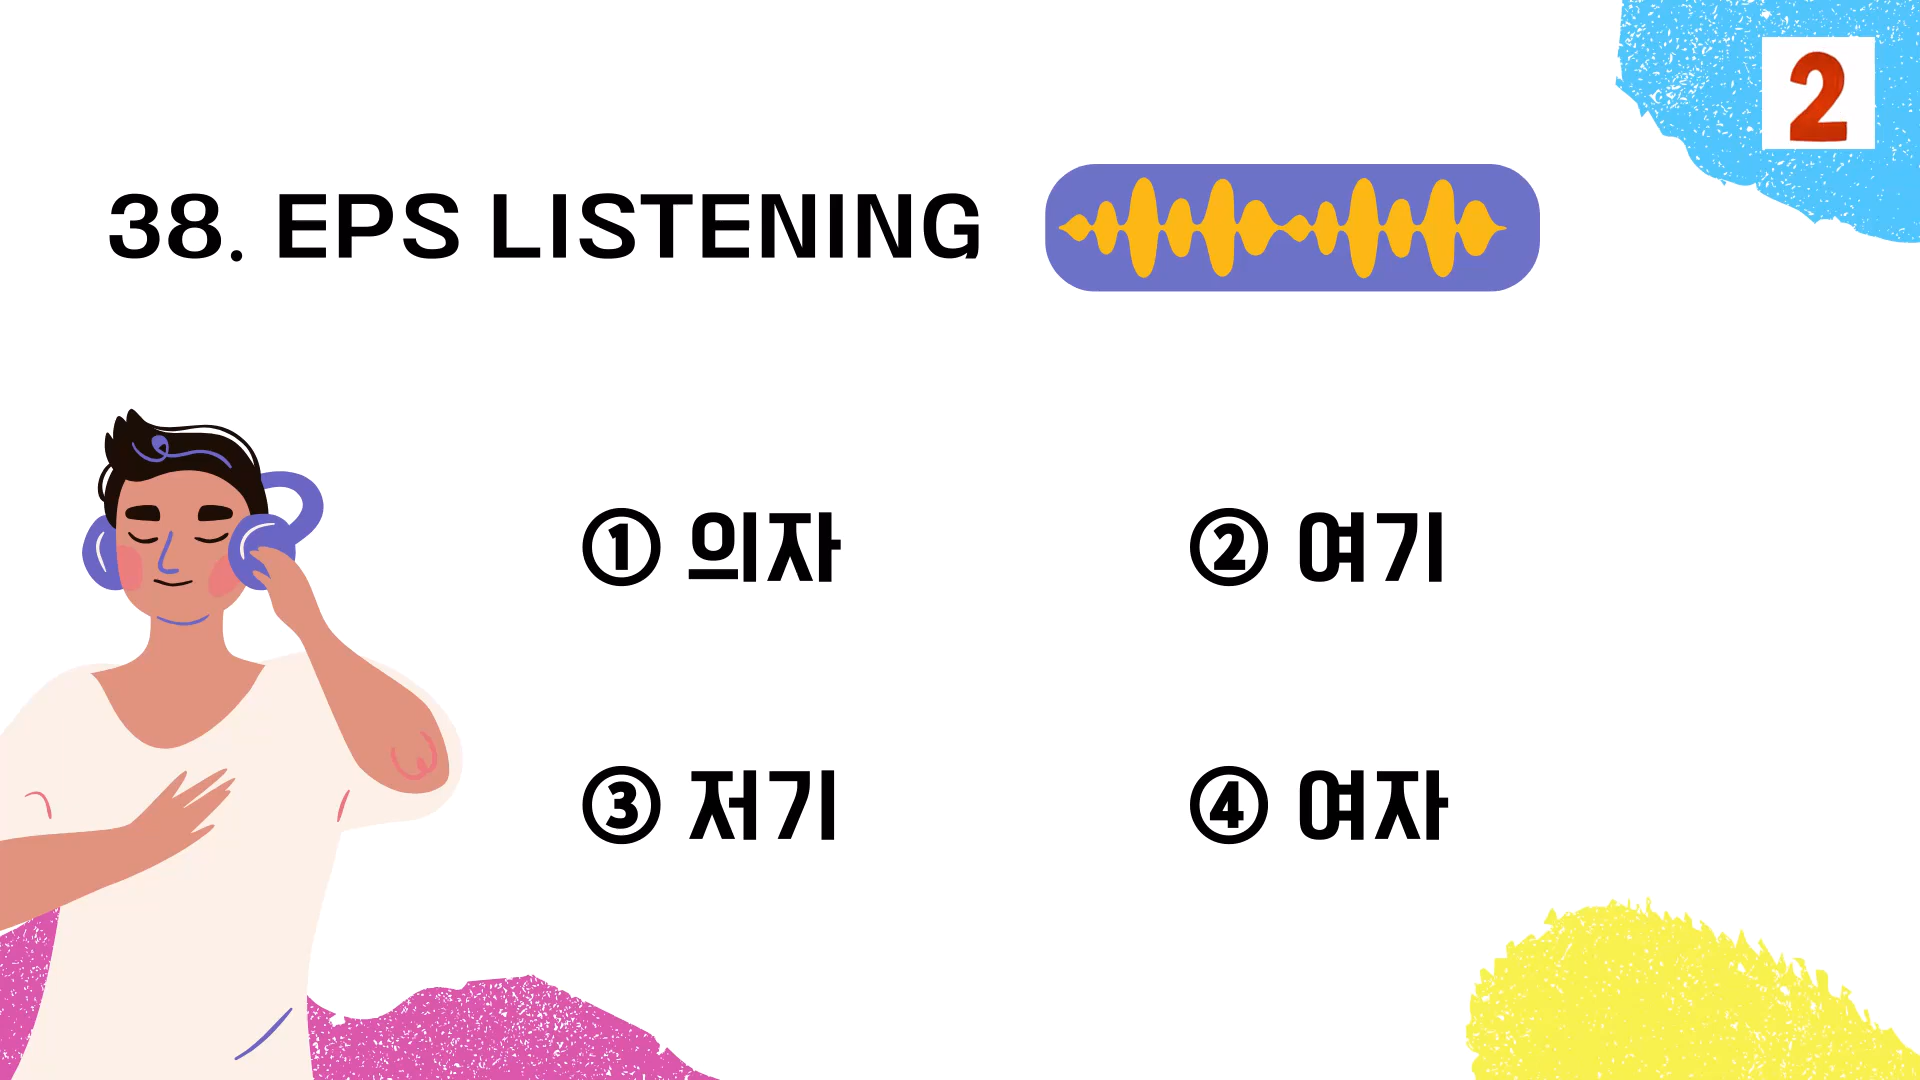 2
38. EPS LISTENING
① 의자
② 여기
③ 저기
④ 여자